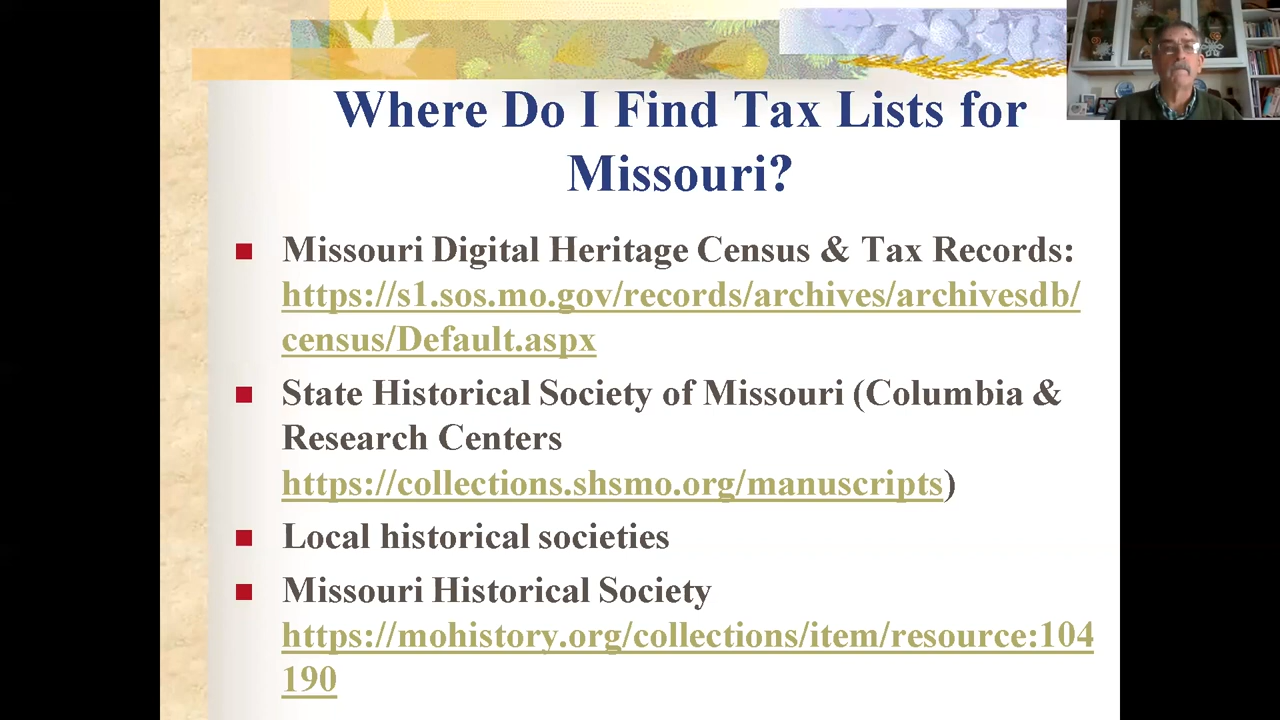 Where Do I Find Tax Lists for
Missouri?
Missouri Digital Heritage Census & Tax Records:
https://s1.sos.mo.gov/records/archives/archivesdb/
census/Default.aspx
State Historical Society of Missouri (Columbia &
Research Centers
https://collections.shsmo.org/manuscripts)
Local historical societies
Missouri Historical Society
https://mohistory.org/collections/item/resource:104
190